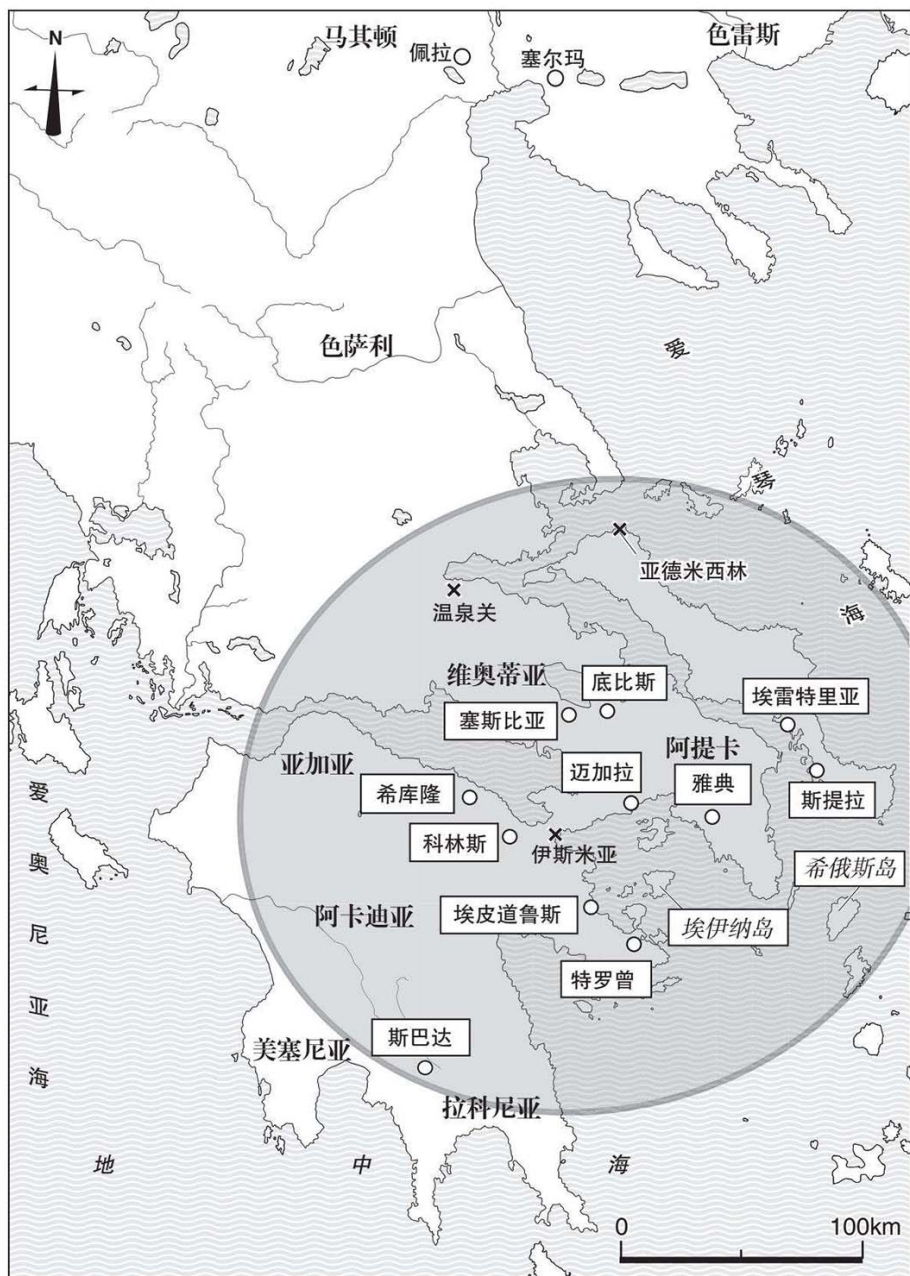 N
马其顿
佩拉
塞尔玛
色雷斯
色萨利
爱
琴
海
亚德米西林
温泉关
维奥蒂亚
底比斯
塞斯比亚
埃雷特里亚
阿提卡
亚加亚
迈加拉
雅典
希库隆
斯提拉
科林斯
伊斯米亚
希俄斯岛
阿卡迪亚
埃皮道鲁斯
埃伊纳岛
特罗曾
斯巴达
美塞尼亚
拉科尼亚
爱奥尼亚海
地中海
0 100km